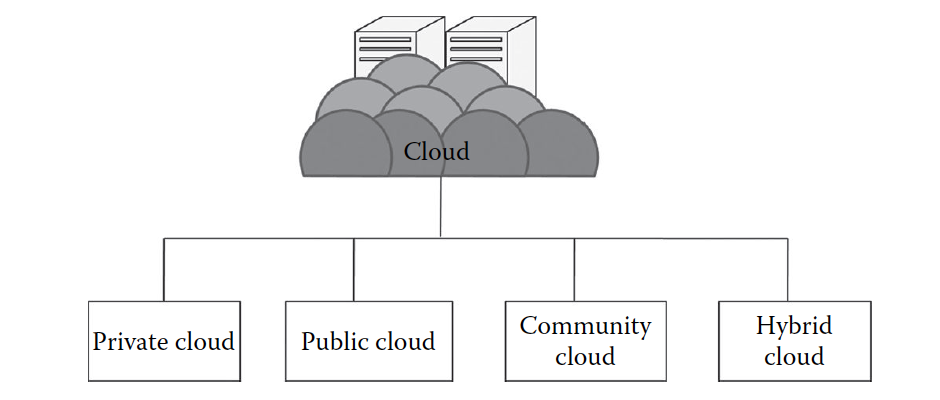 Cloud
Private cloud
Public cloud
Community
cloud
Hybrid
cloud